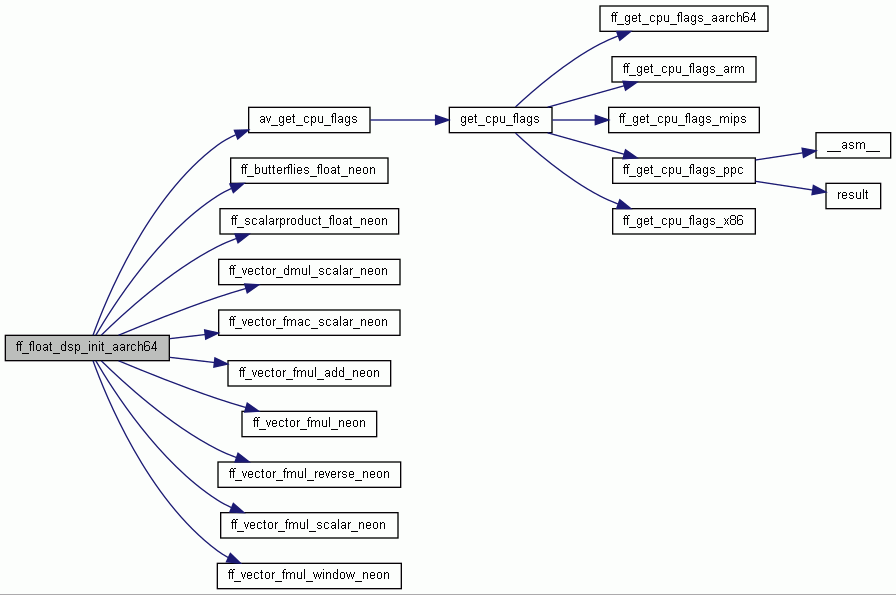 ff_get_cpu_flags_aarch64
ff_get_cpu_flags_arm
av_get_cpu_flags
get_cpu_flags
ff_get_cpu_flags_mips
__asm__
ff_butterflies_float_neon
ff_get_cpu_flags_ppc
result
ff_scalarproduct_float_neon
ff_get_cpu_flags_x86
ff_vector_dmul_scalar_neon
ff_vector_fmac_scalar_neon
ff_float_dsp_init_aarch64
ff_vector_fmul_add_neon
ff_vector_fmul_neon
ff_vector_fmul_reverse_neon
ff_vector_fmul_scalar_neon
ff_vector_fmul_window_neon